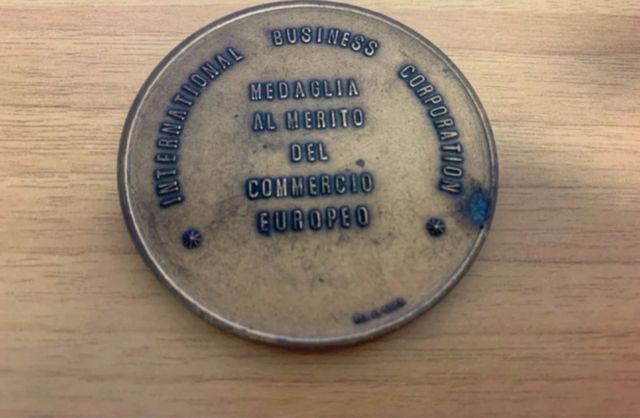 INTERNATIONAL BUSINESS CORPORATION
MEDAGLIA
AL MERITO
DEL
COMMERCIO
EUROPEO